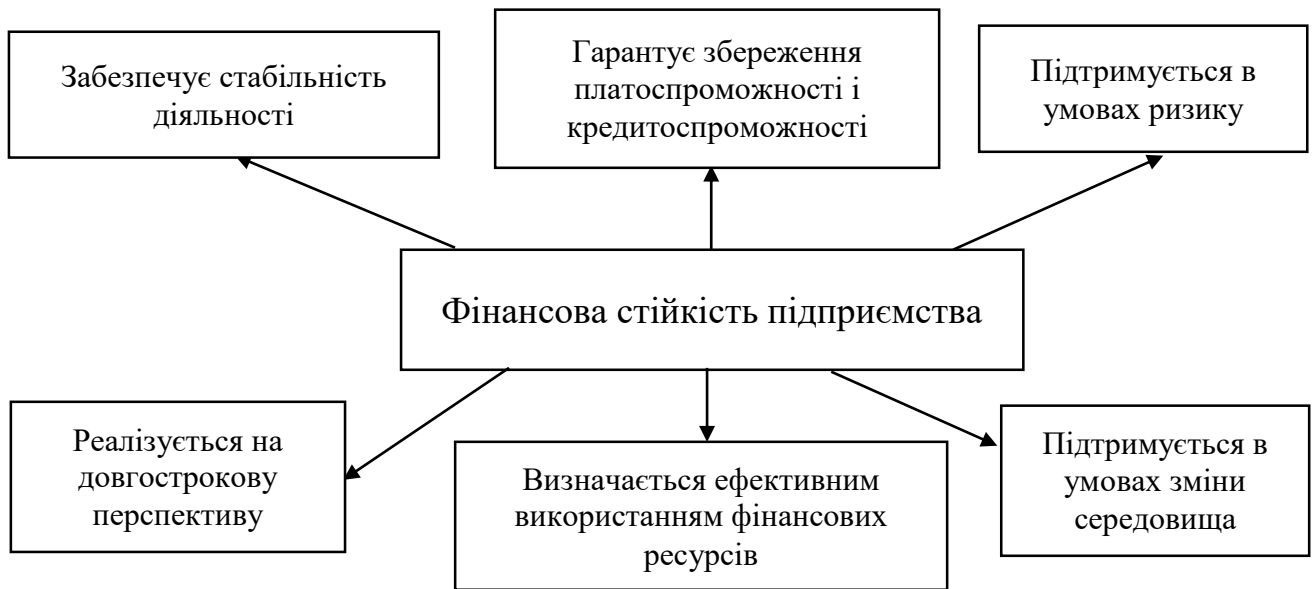 Забезпечує стабільність
діяльності
Гарантує збереження
платоспроможності і
кредитоспроможності
Підтримується в
умовах ризику
Фінансова стійкість підприємства
Реалізується на
довгострокову
перспективу
Визначається ефективним
використанням фінансових
ресурсів
Підтримується в
умовах зміни
середовища